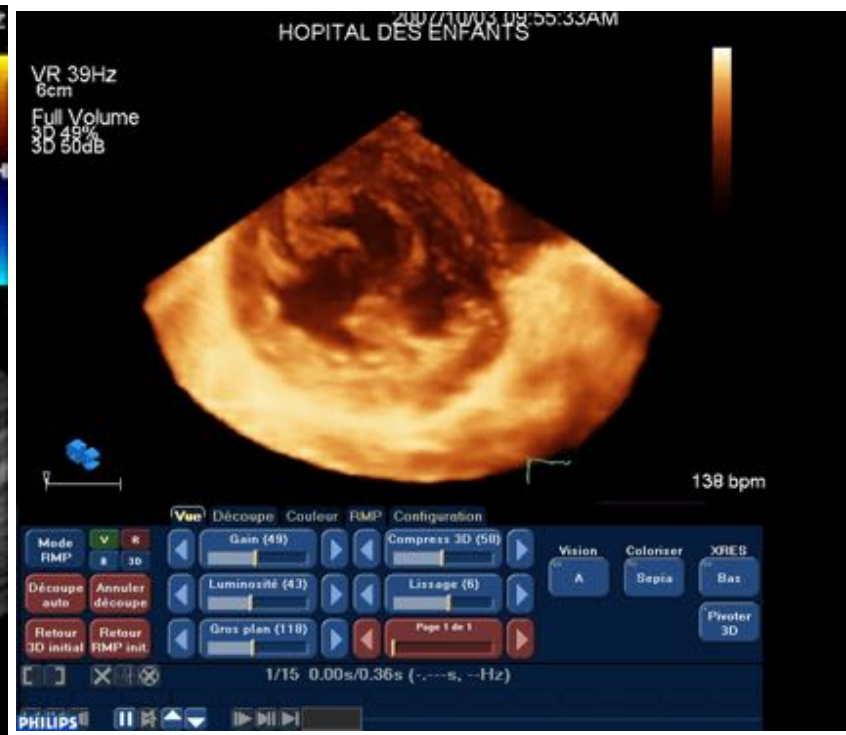 2007/10/03 09:55:33AM
HOPITAL DES ENFANTS
VR 39Hz
6cm
Full Volume
3D 49%
3D 50dB
138 bpm
Vue Découpe Couleur RMP Configuration
Mode RMP
V R
B 3D
Gain (49)
Compress 3D (50)
Vision
A
Coloriser
Sepia
XRES
Bas
Découpe auto
Annuler découpe
Luminosité (43)
Lissage (6)
Retour 3D initial
Retour RMP init.
Gros plan (118)
Page 1 de 1
Pivoter 3D
1/15 0.00s/0.36s (-.---s, --Hz)
PHILIPS